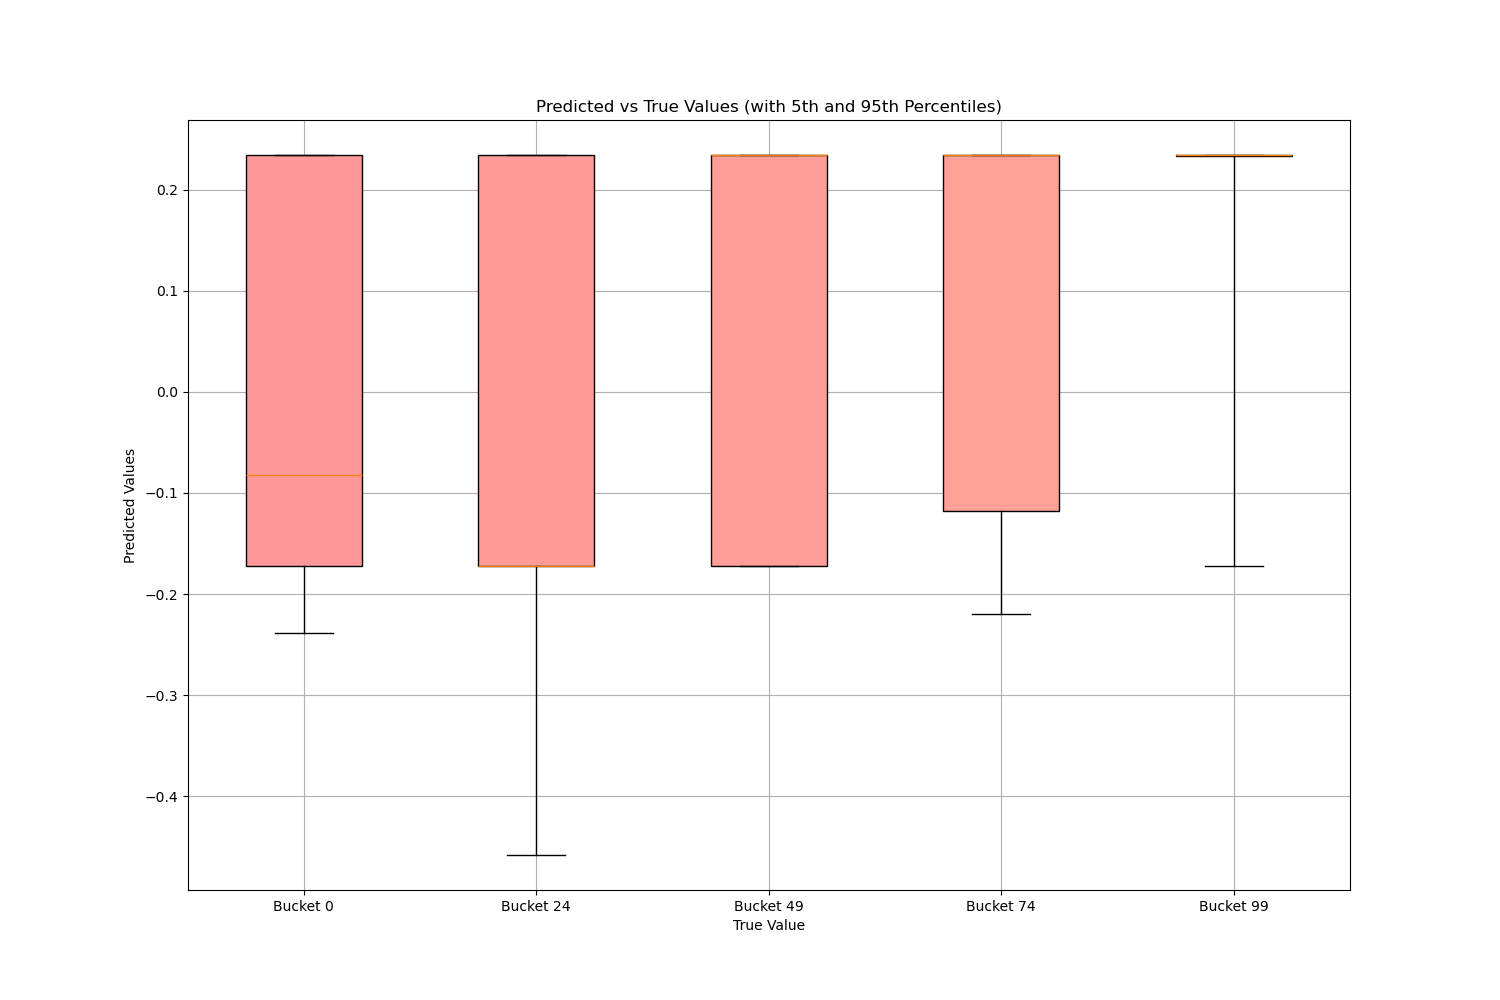 Predicted vs True Values (with 5th and 95th Percentiles)
Predicted Values
0.2
0.1
0.0
−0.1
−0.2
−0.3
−0.4
Bucket 0 Bucket 24 Bucket 49 Bucket 74 Bucket 99
True Value